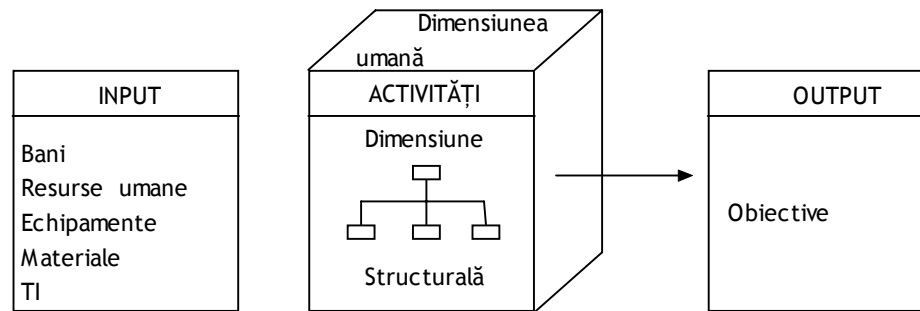 INPUT
Bani
Resurse umane
Echipamente
Materiale
TI
Dimensiunea
umană
ACTIVITĂȚI
Dimensiune
Structurală
OUTPUT
Obiective